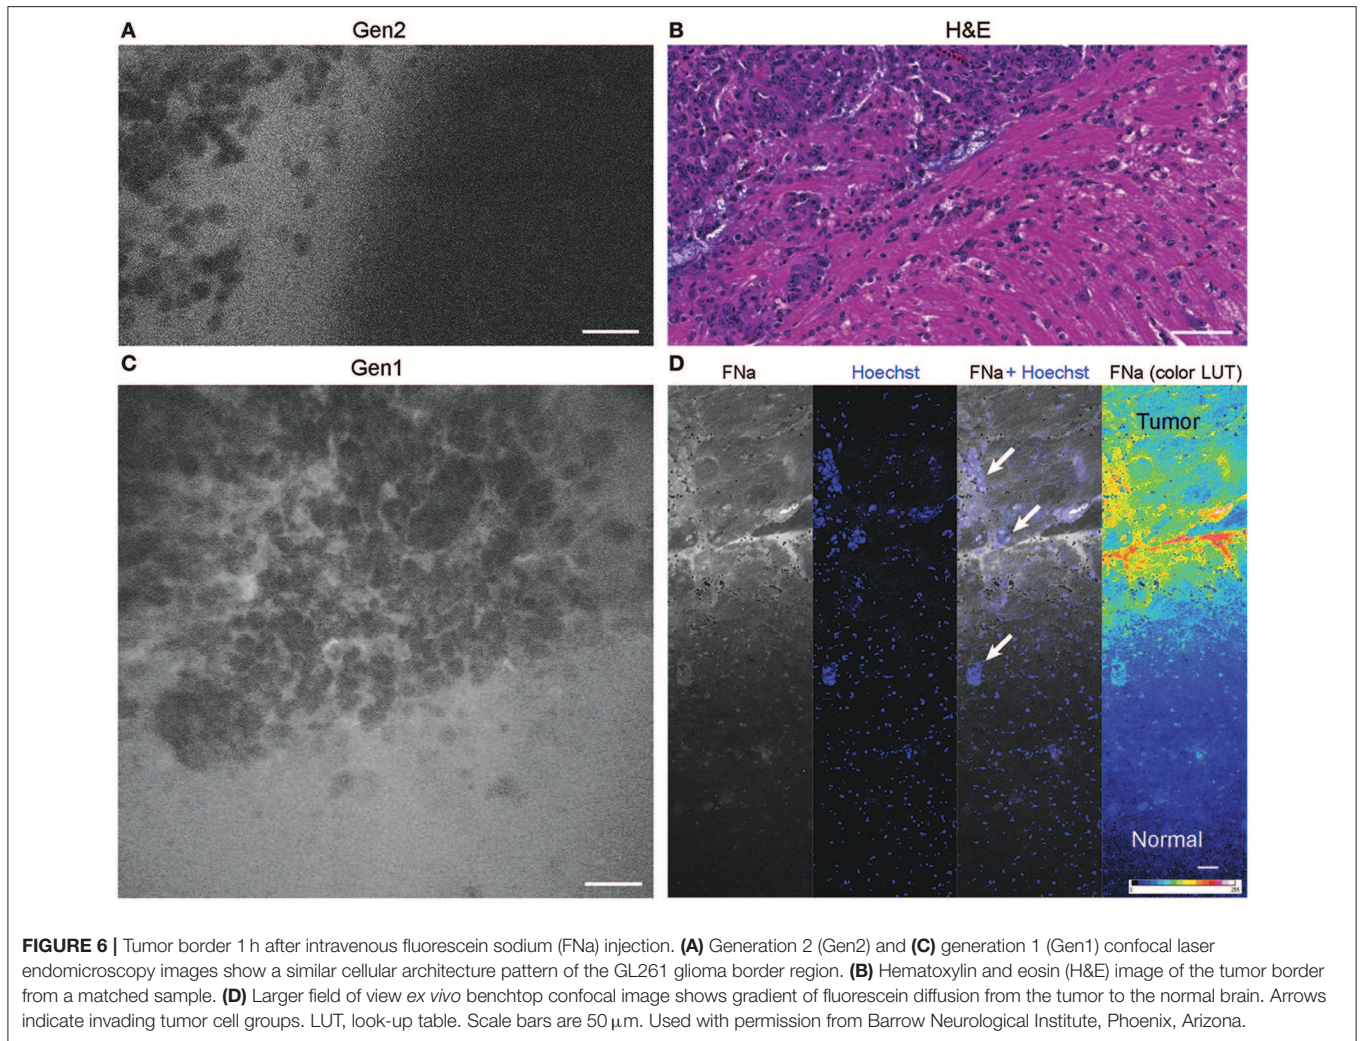 A
Gen2
B
H&E
C
Gen1
D
FNa
Hoechst
FNa + Hoechst
FNa (color LUT)
Tumor
Normal
0
FIGURE 6 | Tumor border 1 h after intravenous fluorescein sodium (FNa) injection. (A) Generation 2 (Gen2) and (C) generation 1 (Gen1) confocal laser
endomicroscopy images show a similar cellular architecture pattern of the GL261 glioma border region. (B) Hematoxylin and eosin (H&E) image of the tumor border
from a matched sample. (D) Larger field of view ex vivo benchtop confocal image shows gradient of fluorescein diffusion from the tumor to the normal brain. Arrows
indicate invading tumor cell groups. LUT, look-up table. Scale bars are 50 μm. Used with permission from Barrow Neurological Institute, Phoenix, Arizona.